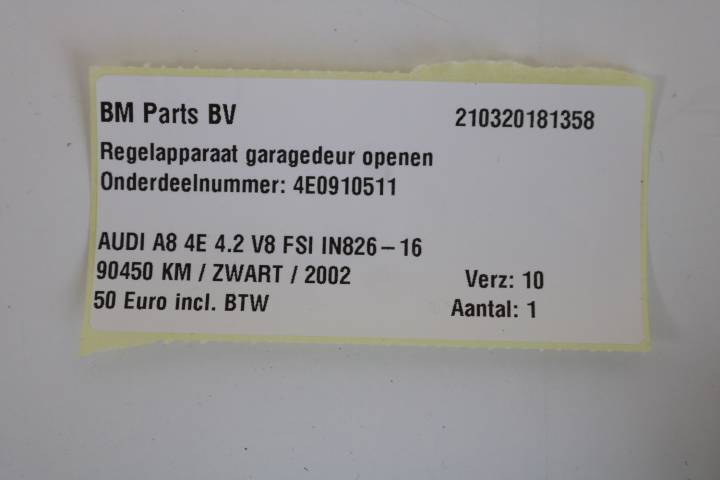 BM Parts BV 210320181358
Regelapparaat garagedeur openen
Onderdeelnummer: 4E0910511
AUDI A8 4E 4.2 V8 FSI IN826-16
90450 KM / ZWART / 2002 Verz: 10
50 Euro incl. BTW Aantal: 1